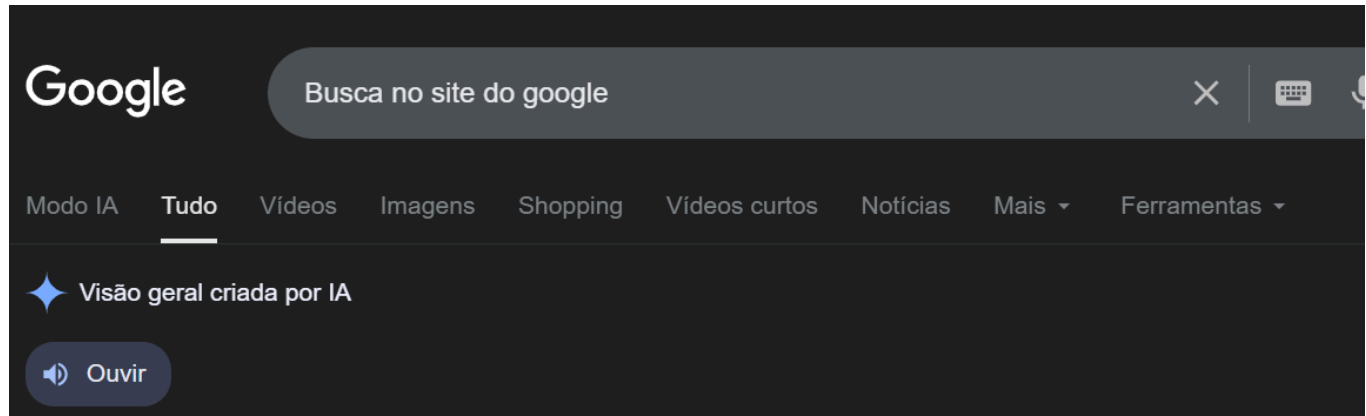 Google
Busca no site do google
Modo IA Tudo Vídeos Imagens Shopping Vídeos curtos Notícias Mais Ferramentas
Visão geral criada por IA
Ouvir